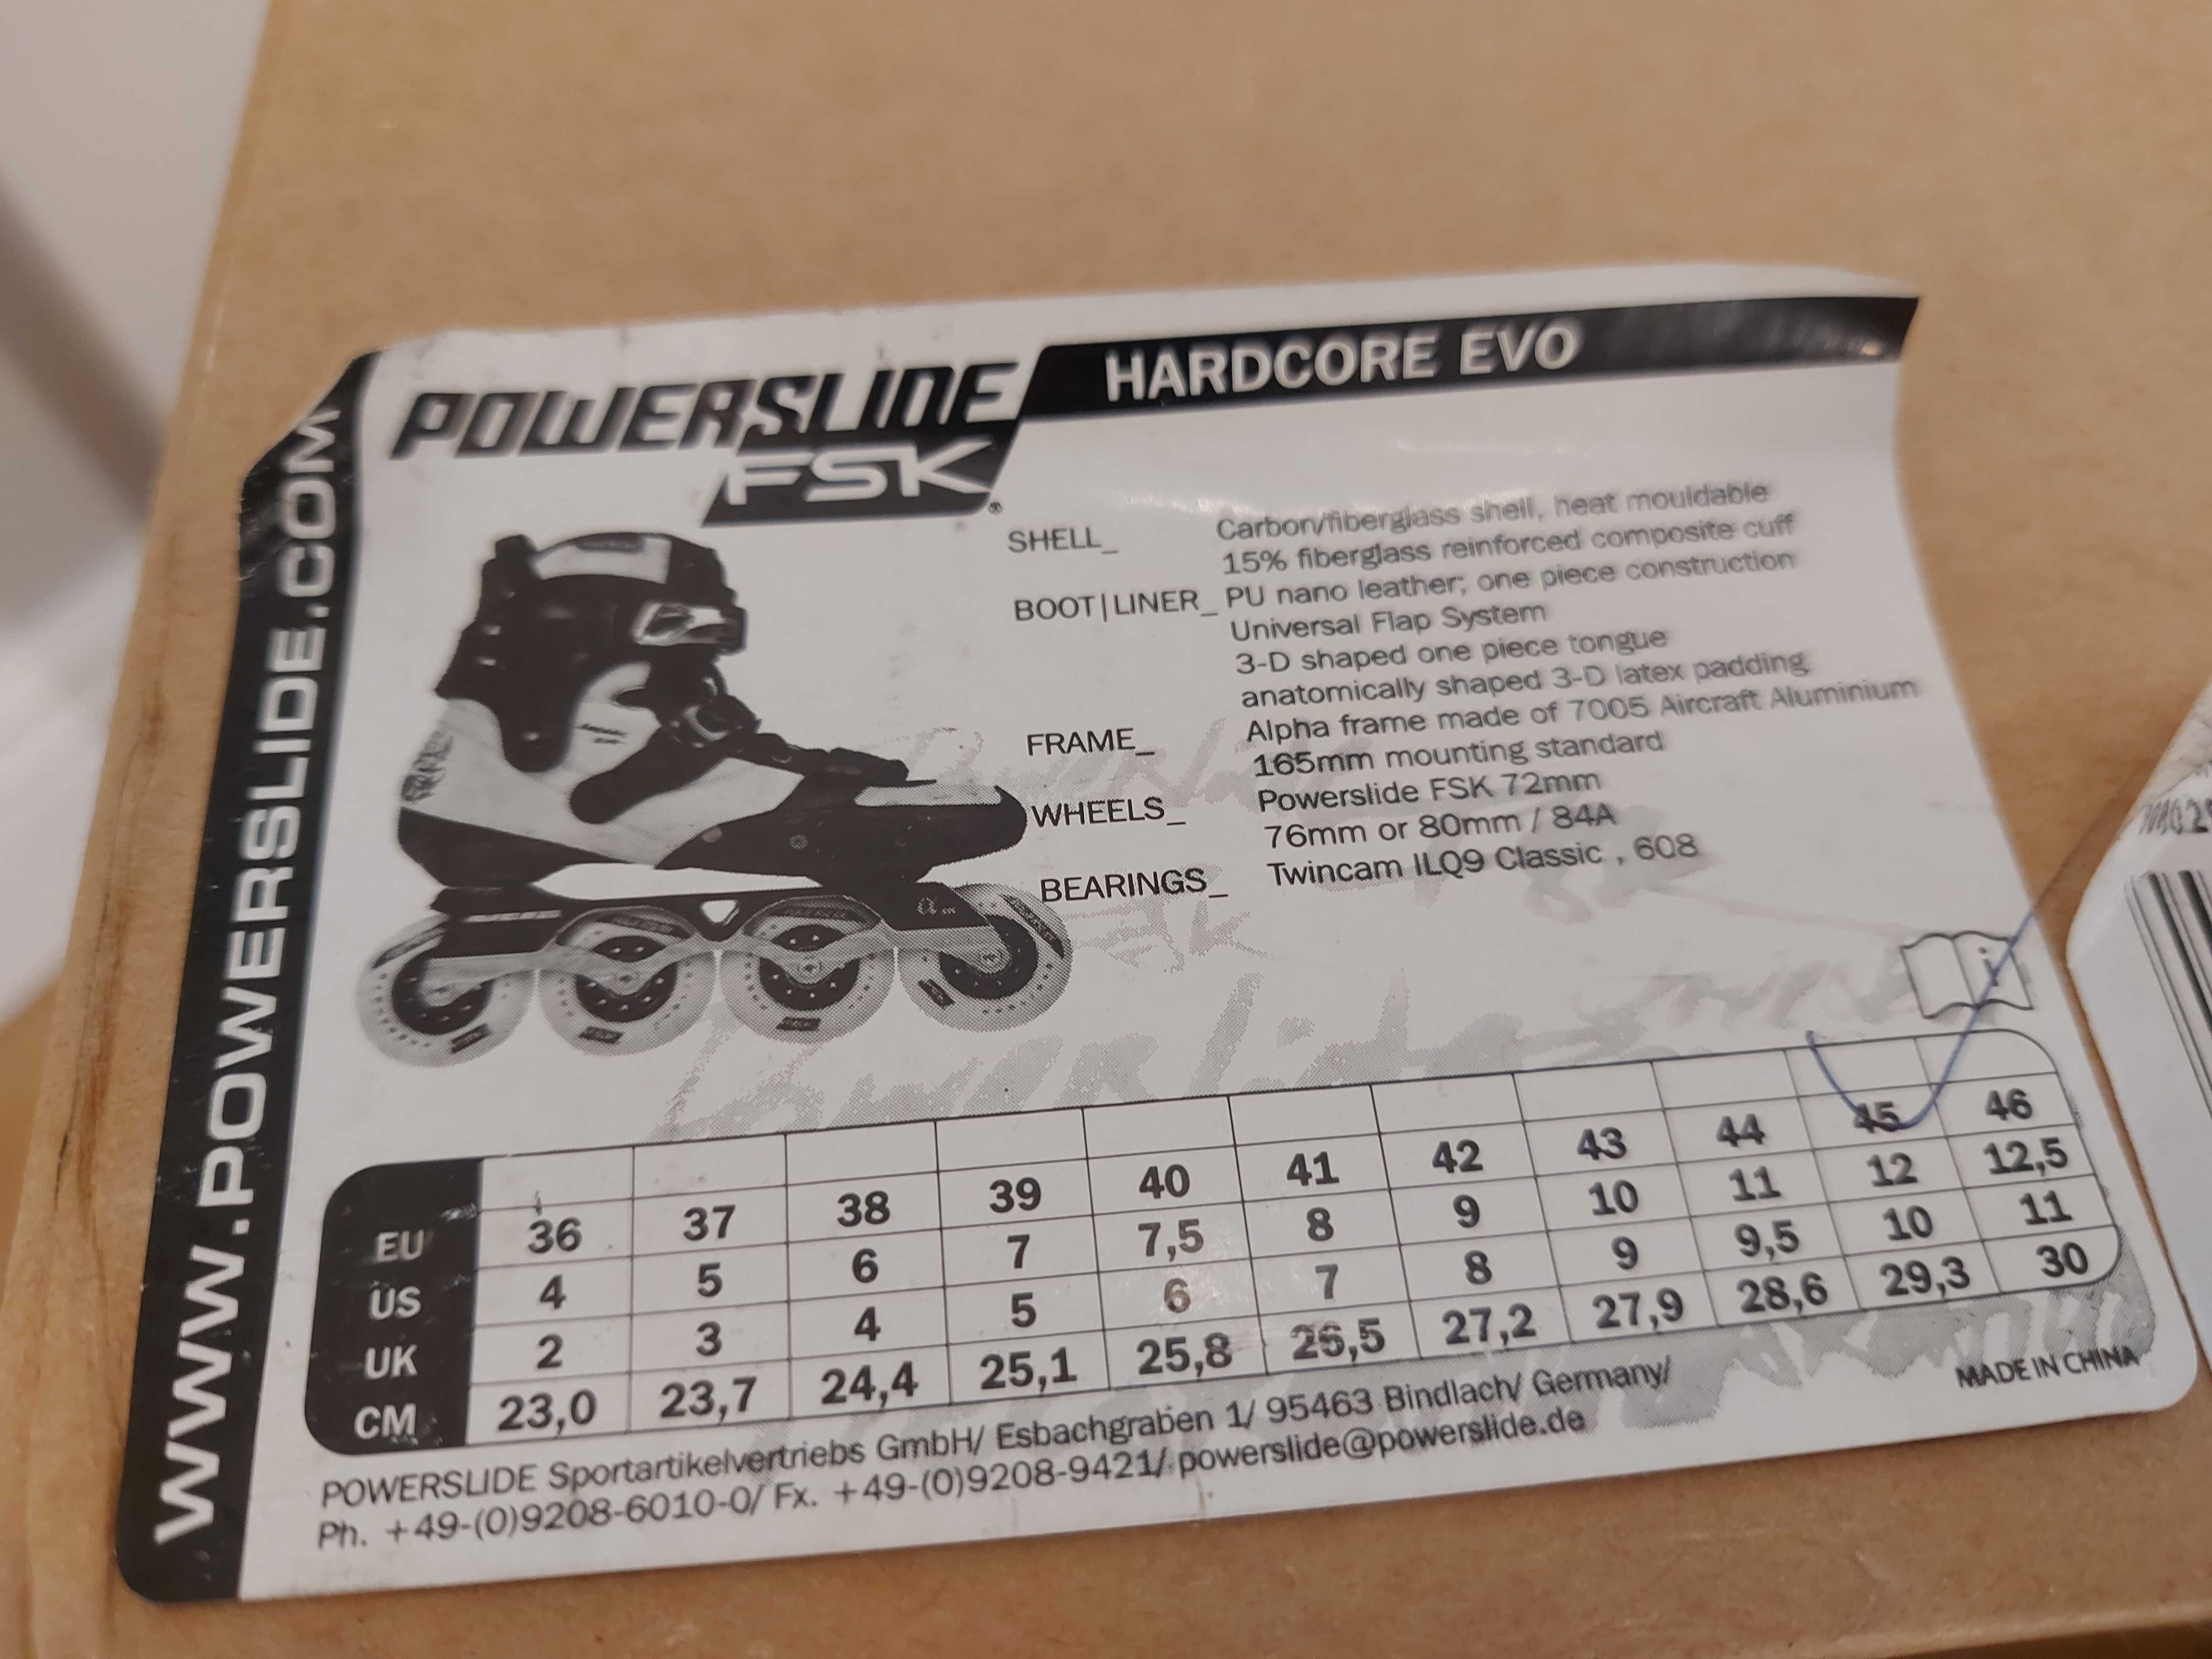 WWW.POWERSLIDE.COM
POWERSLIDE
FSK
®
HARDCORE EVO
SHELL_ Carbon/fiberglass shell, heat mouldable
15% fiberglass reinforced composite cuff
BOOT|LINER_ PU nano leather, one piece construction
Universal Flap System
3-D shaped one piece tongue
anatomically shaped 3-D latex padding
FRAME_ Alpha frame made of 7005 Aircraft Aluminium
165mm mounting standard
WHEELS_ Powerslide FSK 72mm
76mm or 80mm / 84A
BEARINGS_ Twincam ILQ9 Classic , 608
i
EU 36 37 38 39 40 41 42 43 44 45 46
US 4 5 6 7 7,5 8 9 10 11 12 12,5
UK 2 3 4 5 6 7 8 9 9,5 10 11
CM 23,0 23,7 24,4 25,1 25,8 26,5 27,2 27,9 28,6 29,3 30
POWERSLIDE Sportartikelvertriebs GmbH/ Esbachgraben 1/ 95463 Bindlach/ Germany/
Ph. +49-(0)9208-6010-0/ Fx. +49-(0)9208-9421/ powerslide@powerslide.de
MADE IN CHINA